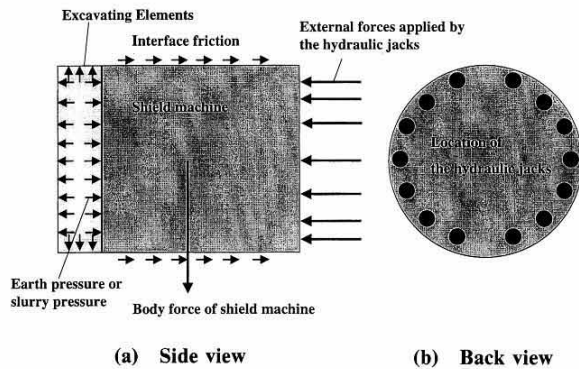 Excavating Elements
Interface friction
External forces applied by
the hydraulic jacks
Shield machine
Location of
the hydraulic jacks
Earth pressure or
slurry pressure
Body force of shield machine
(a) Side view
(b) Back view